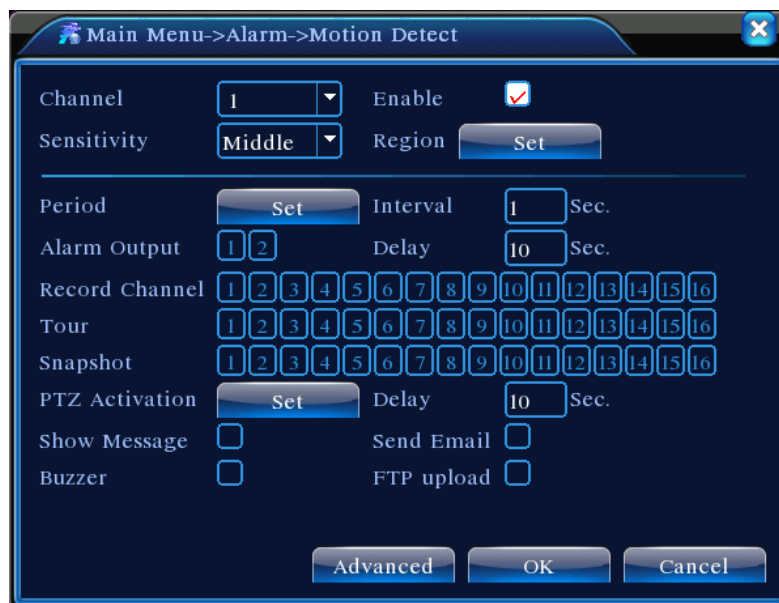 Main Menu->Alarm->Motion Detect
Channel 1 Enable
Sensitivity Middle Region Set
Period Set Interval 1 Sec.
Alarm Output 1 2 Delay 10 Sec.
Record Channel 1 2 3 4 5 6 7 8 9 10 11 12 13 14 15 16
Tour 1 2 3 4 5 6 7 8 9 10 11 12 13 14 15 16
Snapshot 1 2 3 4 5 6 7 8 9 10 11 12 13 14 15 16
PTZ Activation Set Delay 10 Sec.
Show Message Send Email
Buzzer FTP upload
Advanced OK Cancel